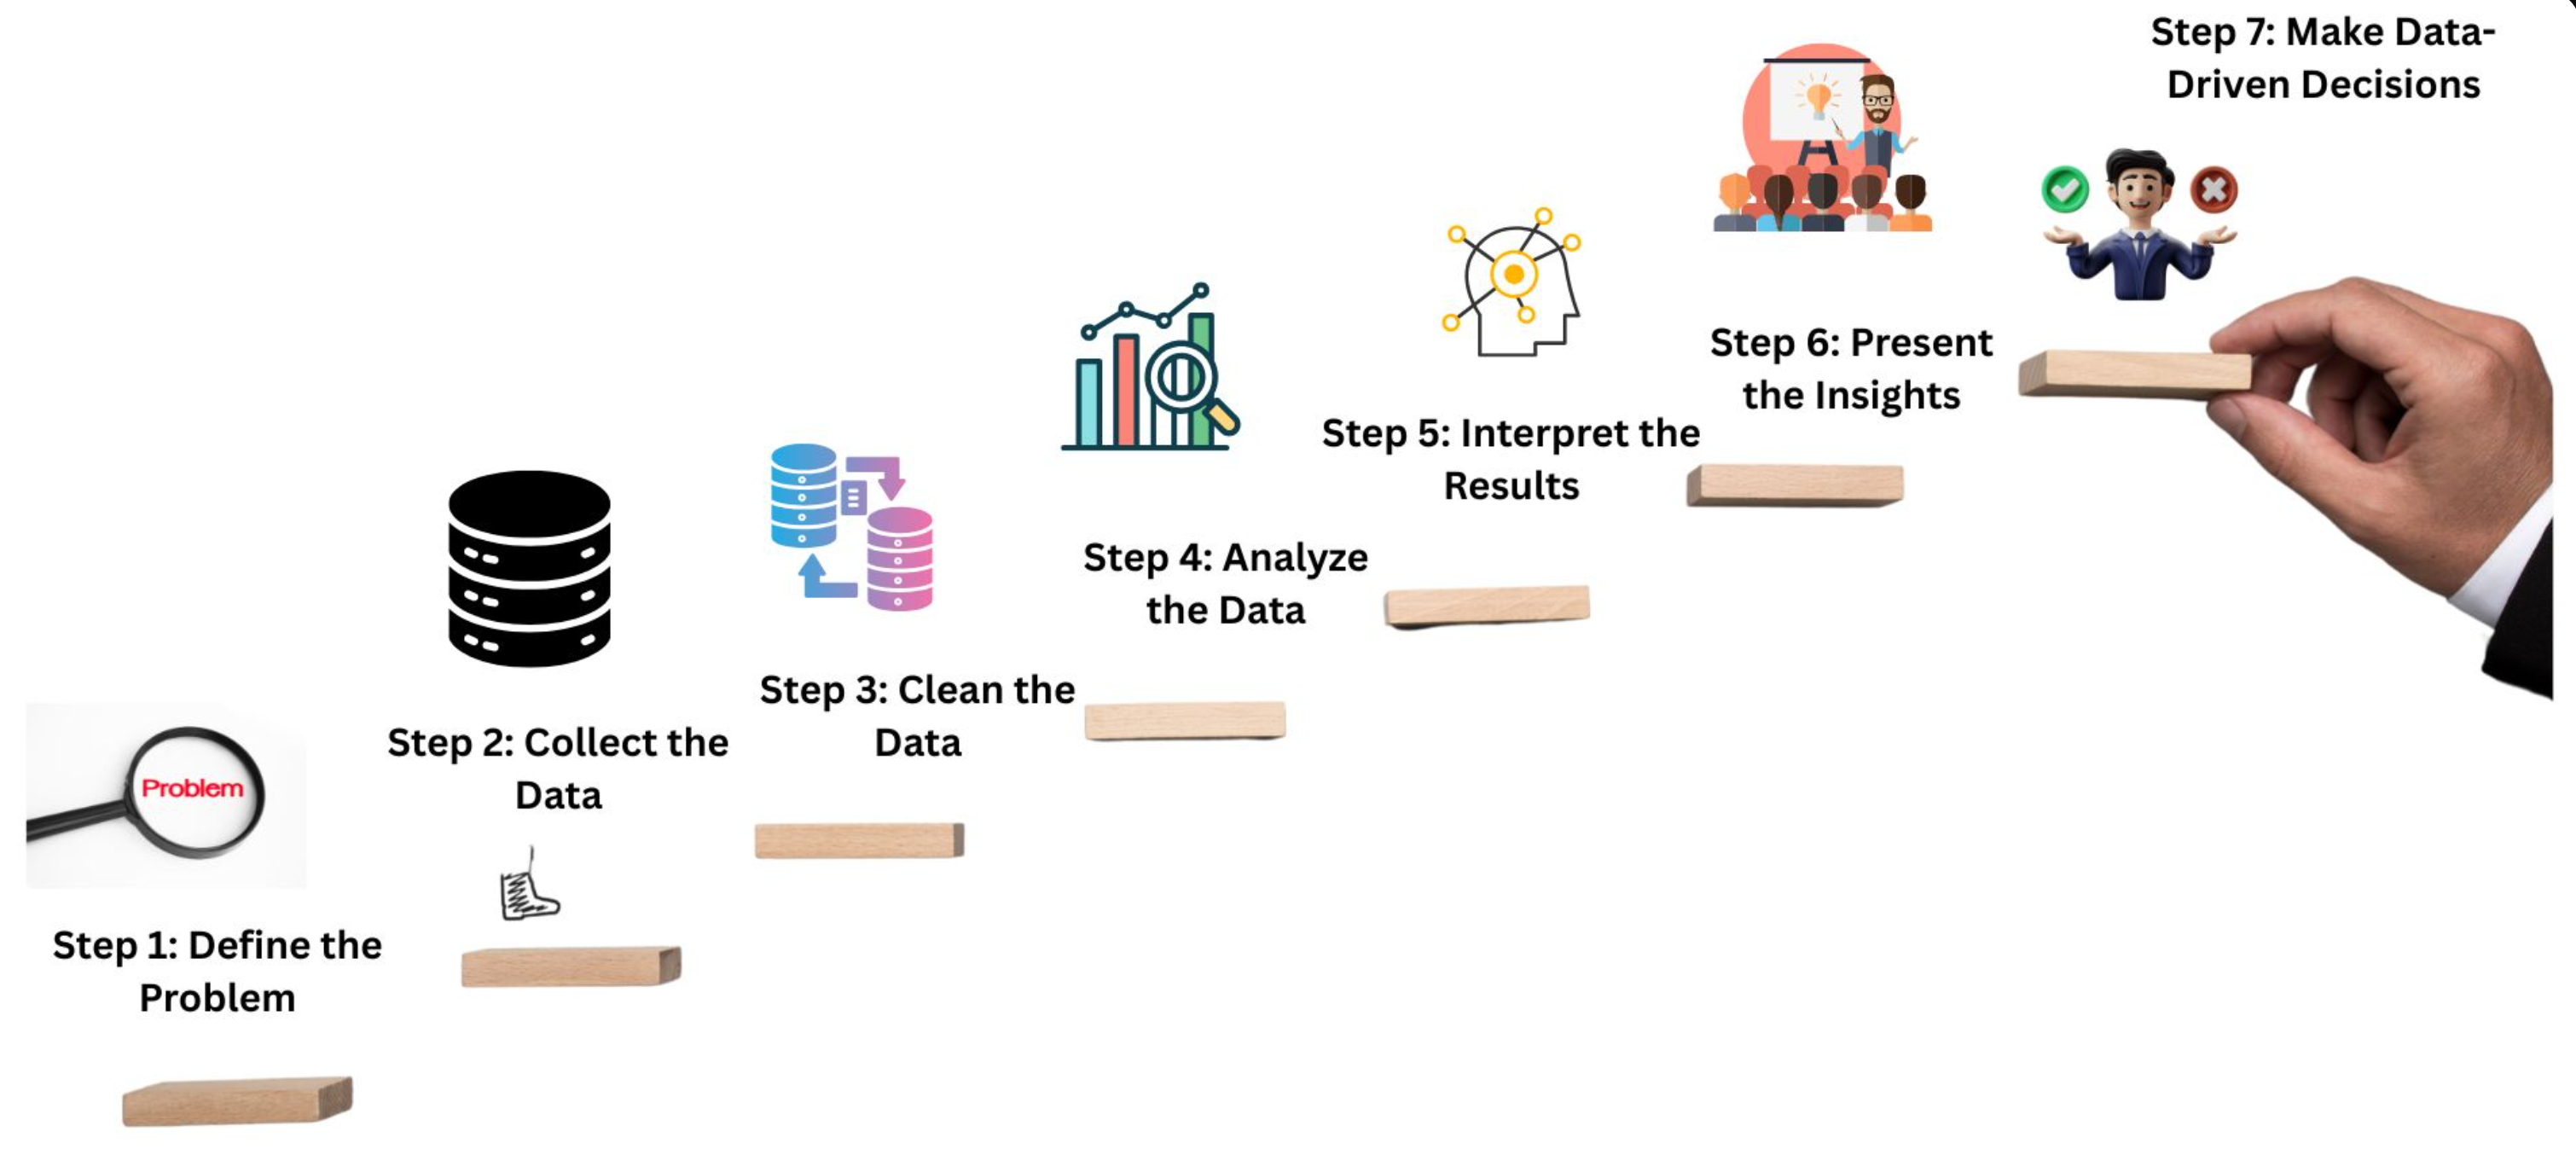 Problem
Step 1: Define the
Problem
Step 2: Collect the
Data
Step 3: Clean the
Data
Step 4: Analyze
the Data
Step 5: Interpret the
Results
Step 6: Present
the Insights
Step 7: Make Data-
Driven Decisions